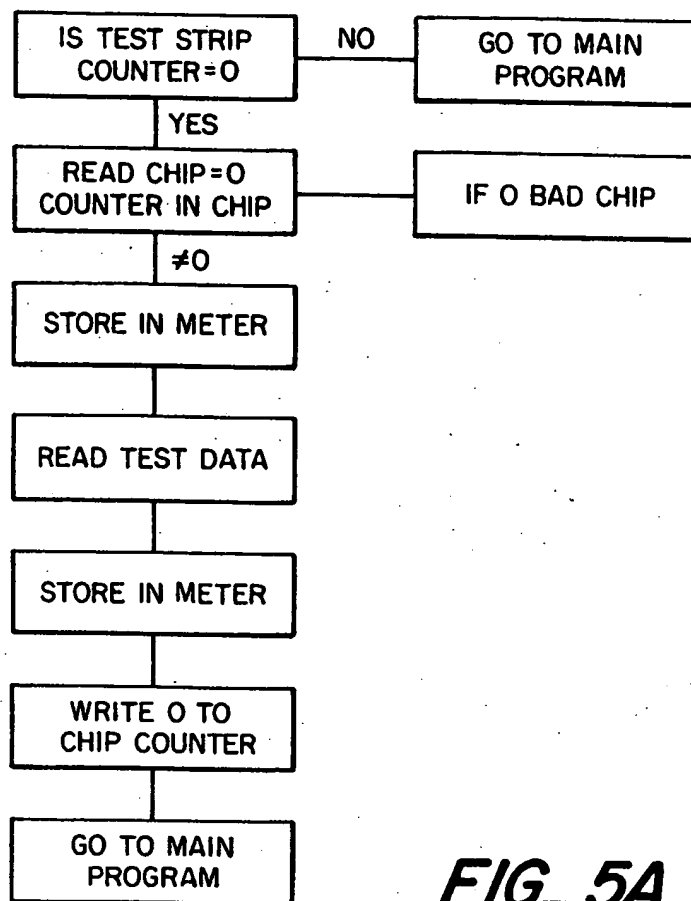 IS TEST STRIP
COUNTER=0
NO
GO TO MAIN
PROGRAM
YES
READ CHIP=0
COUNTER IN CHIP
IF 0 BAD CHIP
≠0
STORE IN METER
READ TEST DATA
STORE IN METER
WRITE 0 TO
CHIP COUNTER
GO TO MAIN
PROGRAM
FIG. 5A